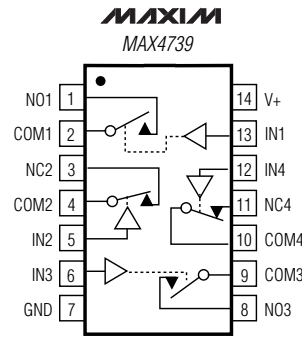 MAXIM
MAX4739
NO1 1
COM1 2
NC2 3
COM2 4
IN2 5
IN3 6
GND 7
14 V+
13 IN1
12 IN4
11 NC4
10 COM4
9 COM3
8 NO3